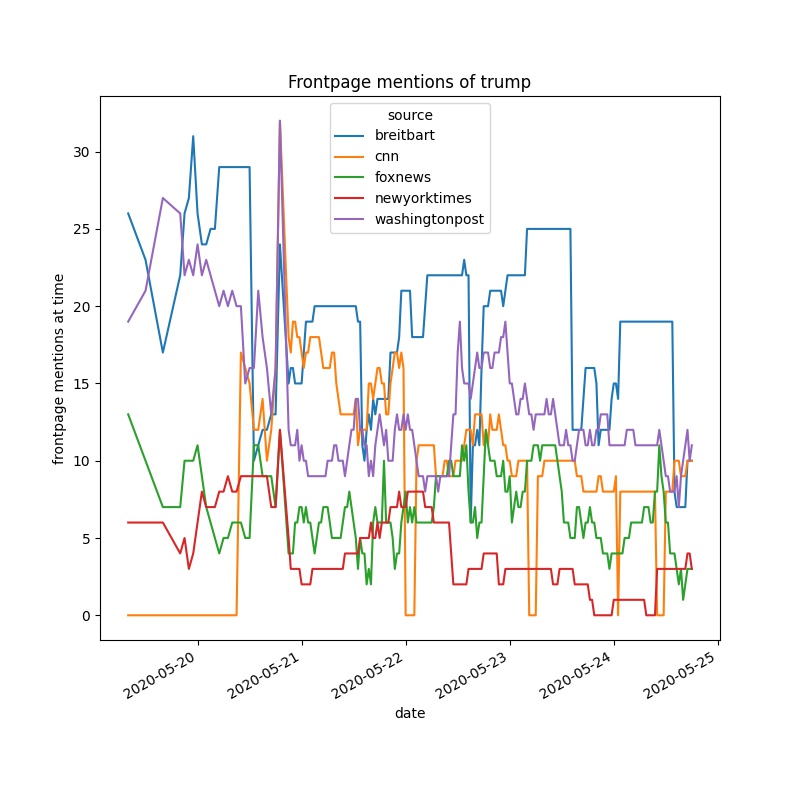 Frontpage mentions of trump
source
breitbart
cnn
foxnews
newyorktimes
washingtonpost
30
25
20
15
10
5
0
frontpage mentions at time
2020-05-20
2020-05-21
2020-05-22
2020-05-23
2020-05-24
2020-05-25
date